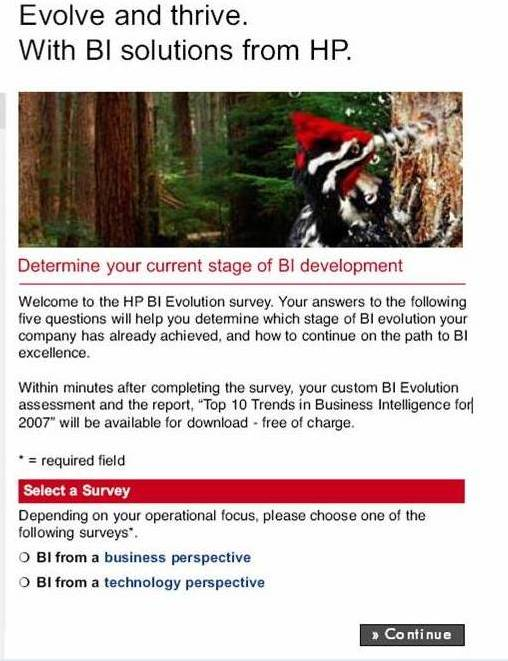 Evolve and thrive.
With BI solutions from HP.
Determine your current stage of BI development
Welcome to the HP BI Evolution survey. Your answers to the following
five questions will help you determine which stage of BI evolution your
company has already achieved, and how to continue on the path to BI
excellence.
Within minutes after completing the survey, your custom BI Evolution
assessment and the report, “Top 10 Trends in Business Intelligence for
2007” will be available for download - free of charge.
* = required field
Select a Survey
Depending on your operational focus, please choose one of the
following surveys*.
BI from a business perspective
BI from a technology perspective
» Continue